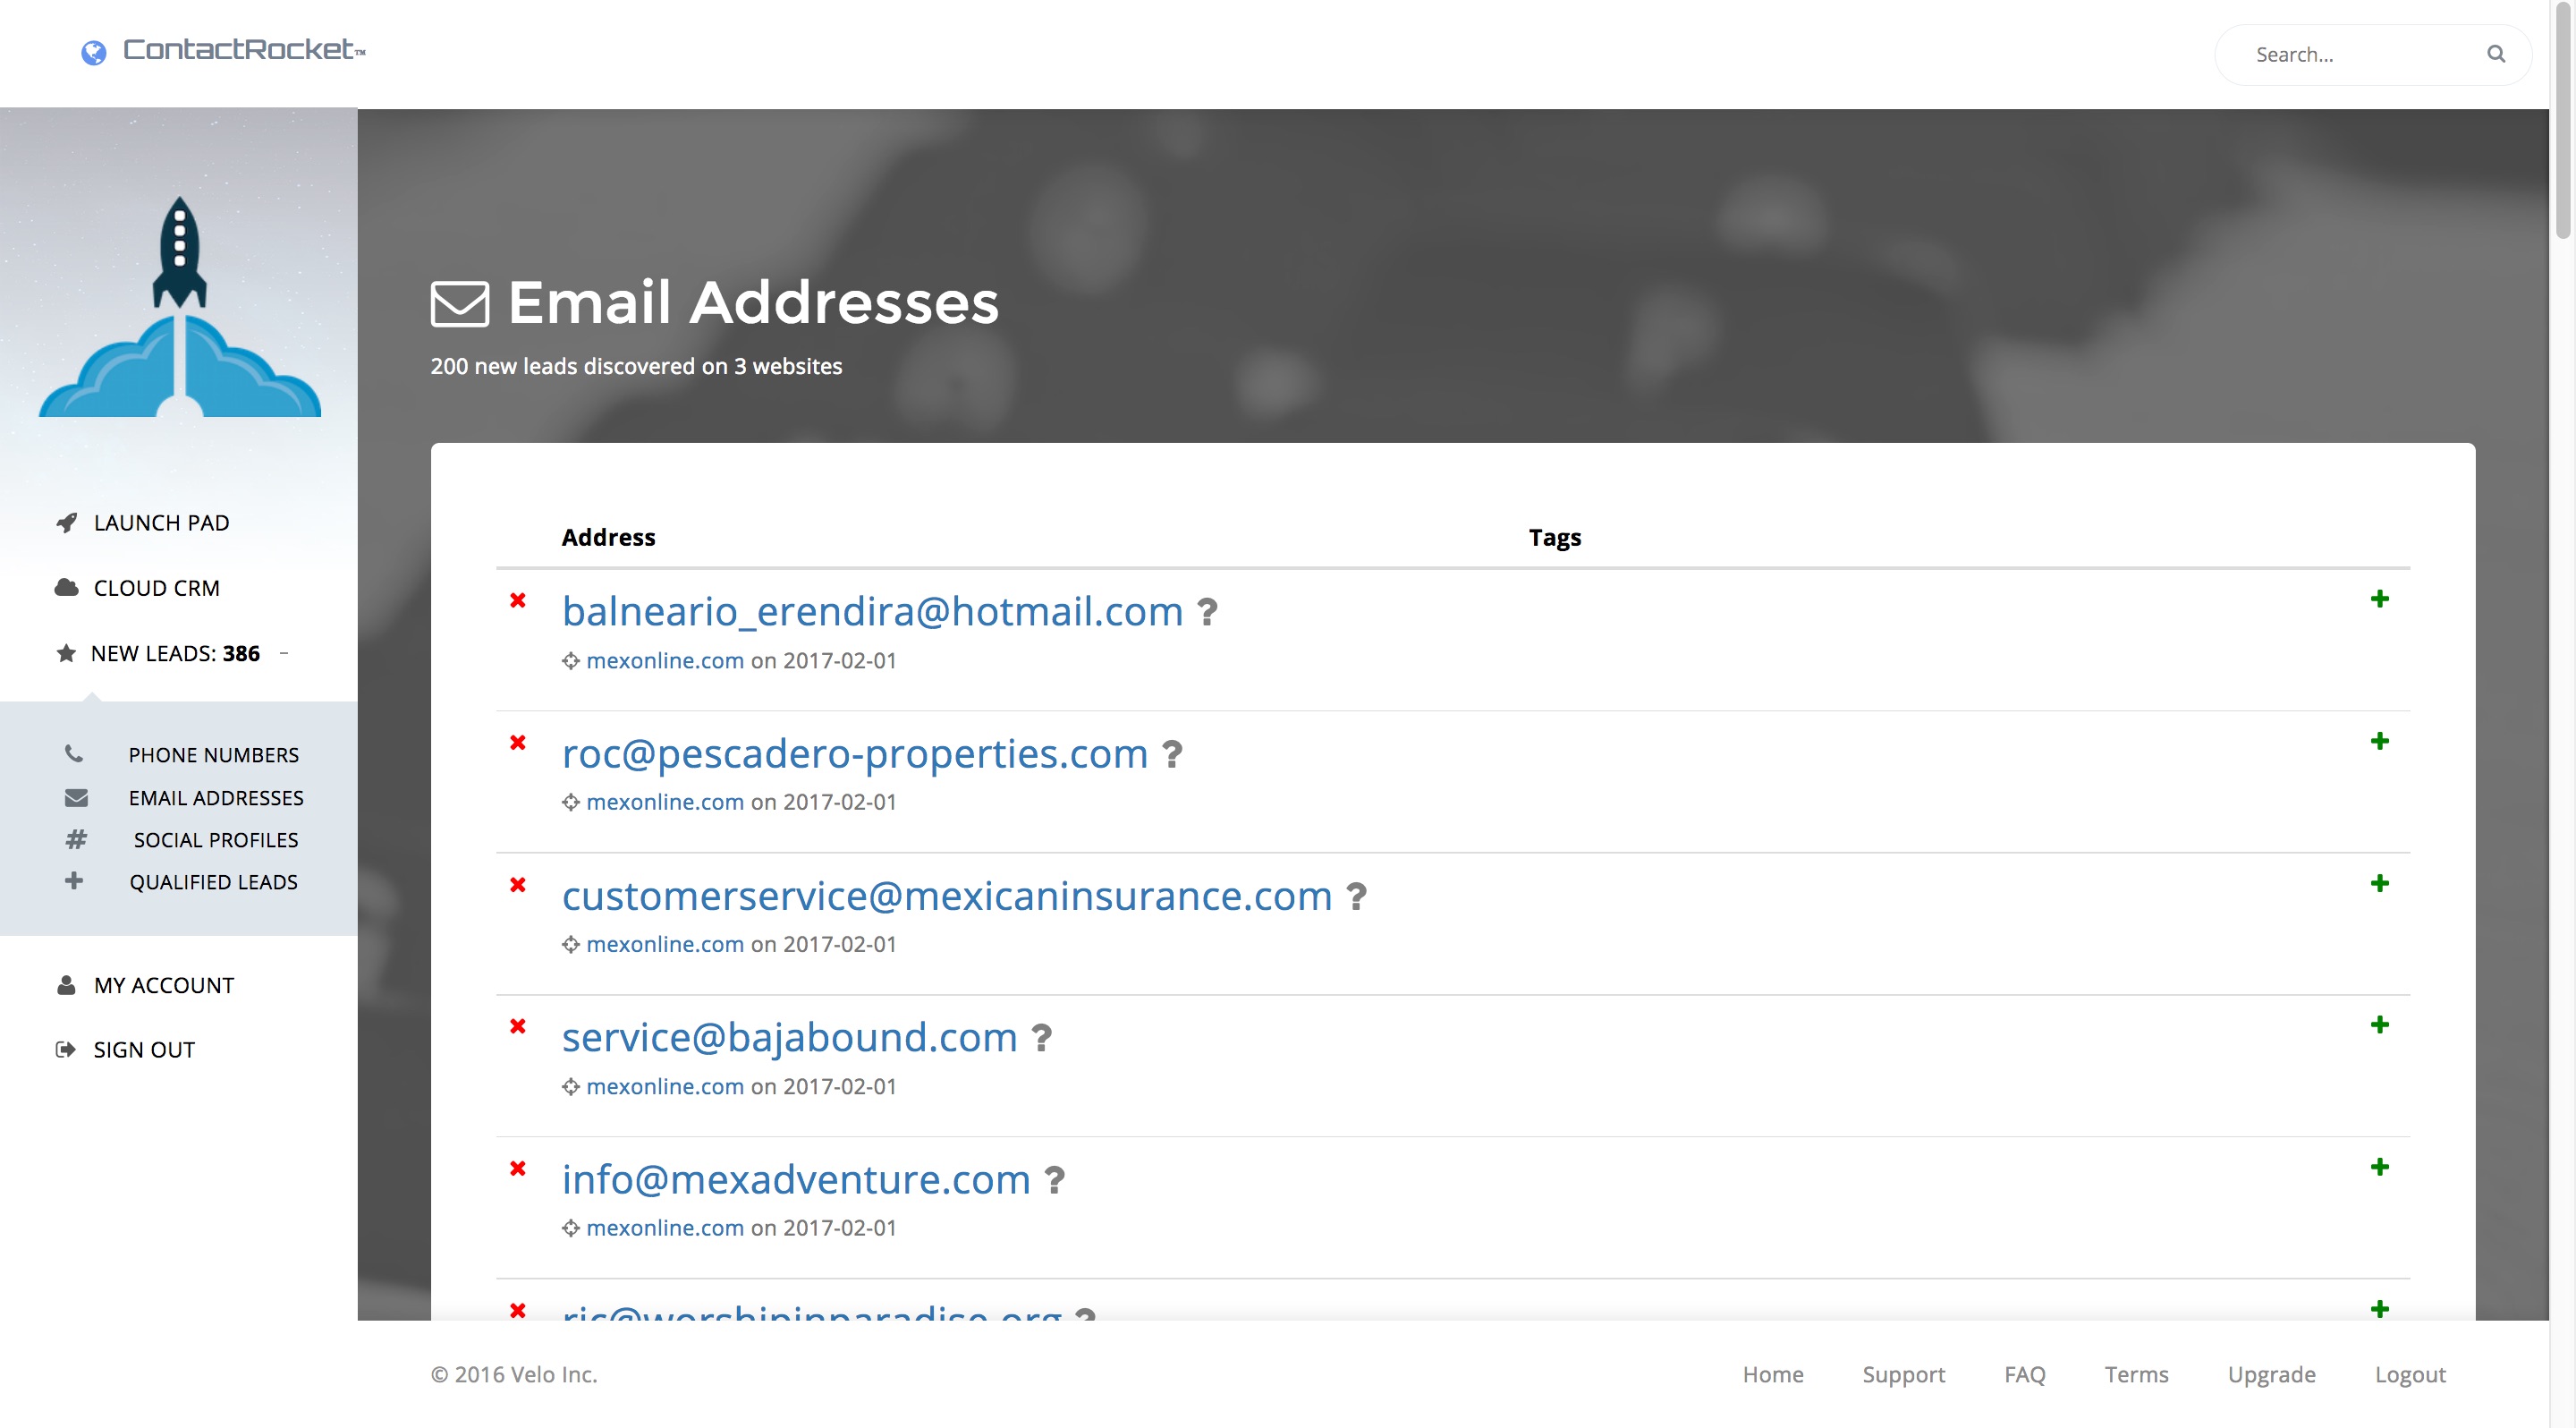 ContactRocket™
Search...
LAUNCH PAD
CLOUD CRM
NEW LEADS: 386 –
PHONE NUMBERS
EMAIL ADDRESSES
SOCIAL PROFILES
QUALIFIED LEADS
MY ACCOUNT
SIGN OUT
Email Addresses
200 new leads discovered on 3 websites
Address Tags
balneario_erendira@hotmail.com ?
mexonline.com on 2017-02-01
roc@pescadero-properties.com ?
mexonline.com on 2017-02-01
customerservice@mexicaninsurance.com ?
mexonline.com on 2017-02-01
service@bajabound.com ?
mexonline.com on 2017-02-01
info@mexadventure.com ?
mexonline.com on 2017-02-01
ric@worshipinparadise.org ?
© 2016 Velo Inc.
Home Support FAQ Terms Upgrade Logout